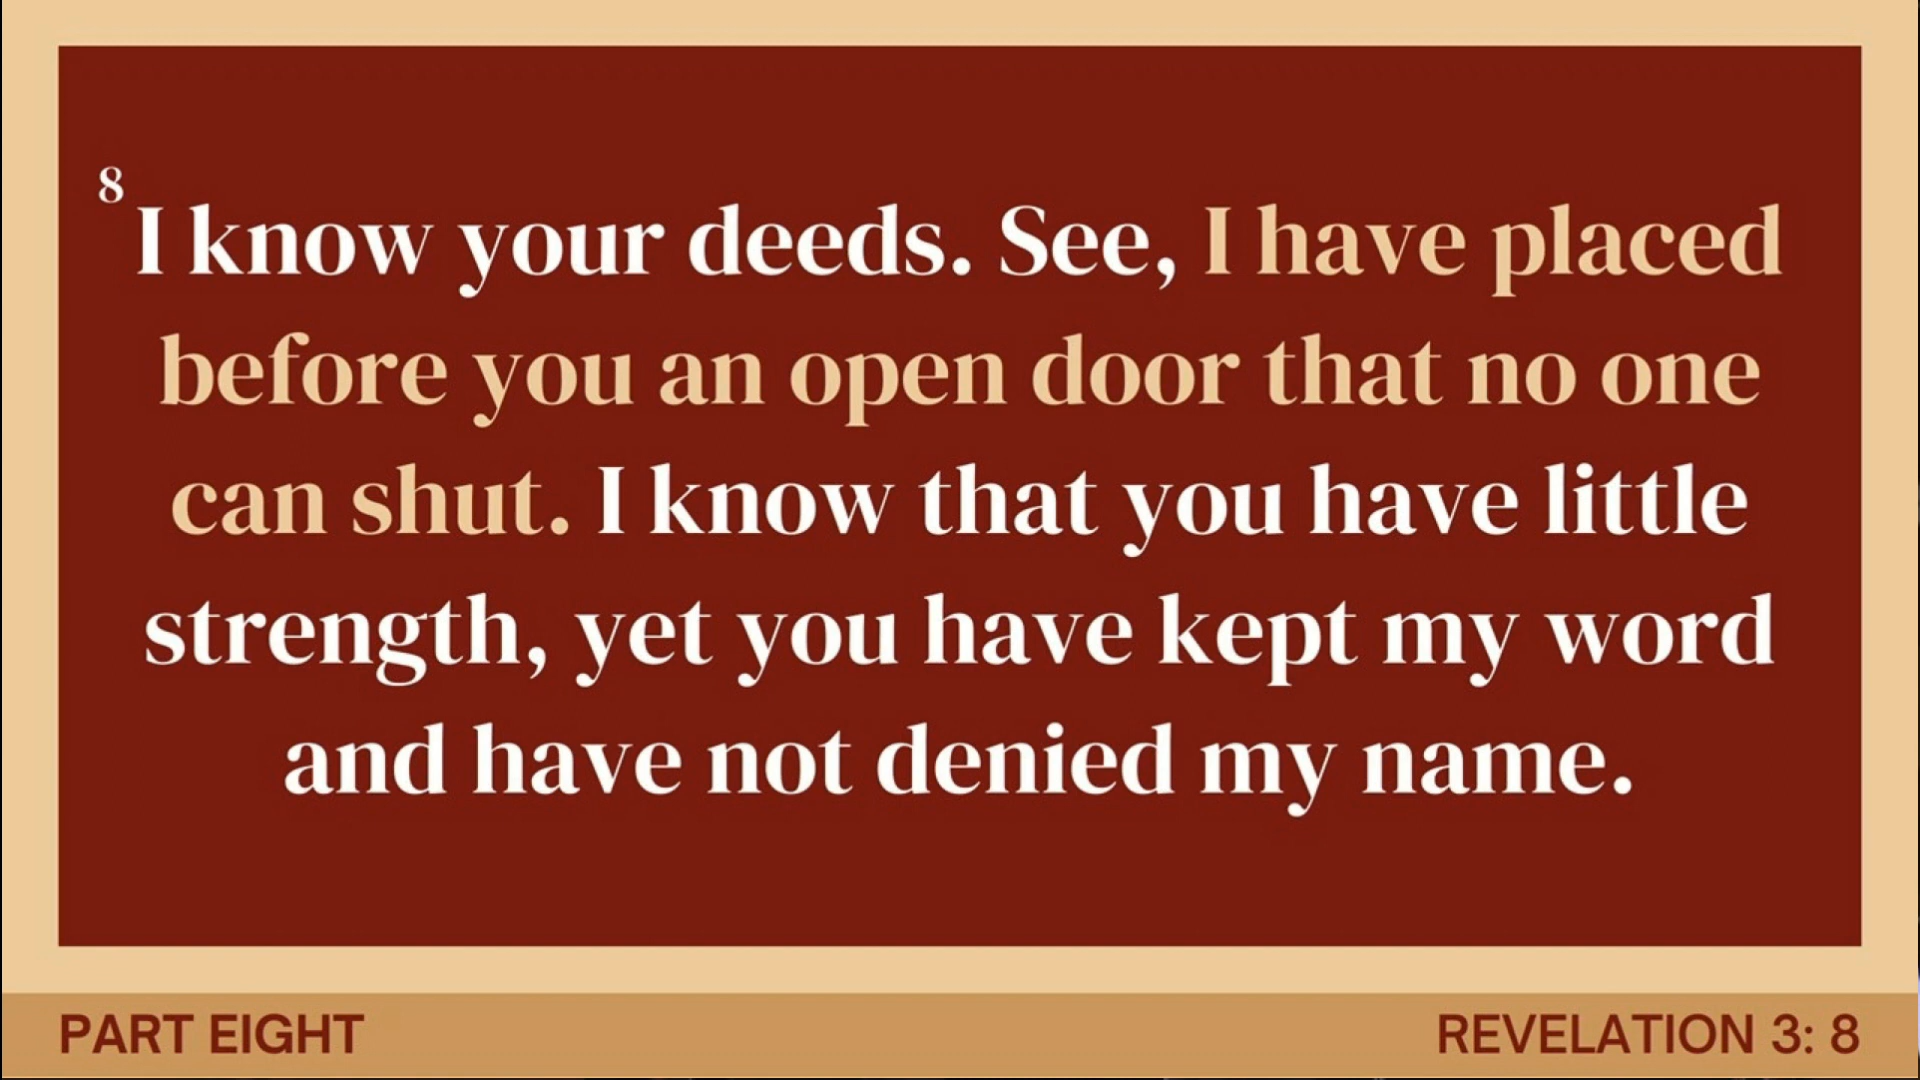 8 I know your deeds. See, I have placed
before you an open door that no one
can shut. I know that you have little
strength, yet you have kept my word
and have not denied my name.
PART EIGHT
REVELATION 3: 8